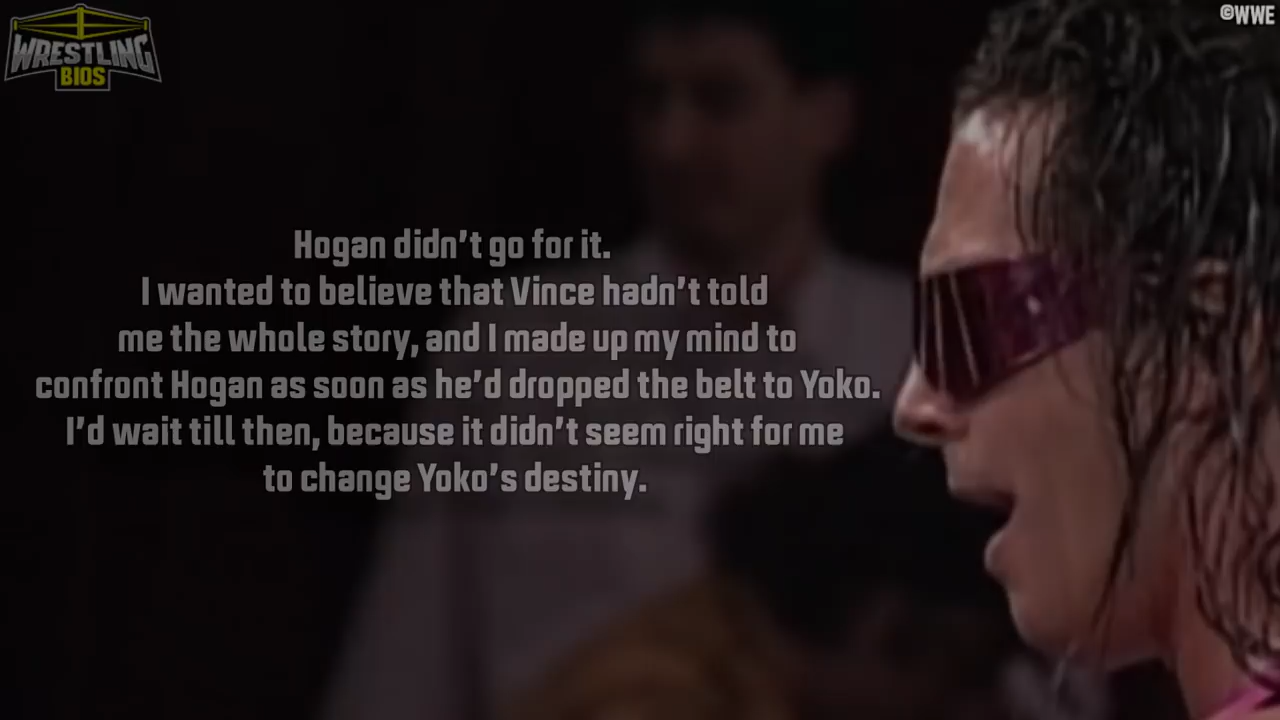 WRESTLING
BIOS
©WWE
Hogan didn't go for it.
I wanted to believe that Vince hadn't told
me the whole story, and I made up my mind to
confront Hogan as soon as he'd dropped the belt to Yoko.
I'd wait till then, because it didn't seem right for me
to change Yoko's destiny.